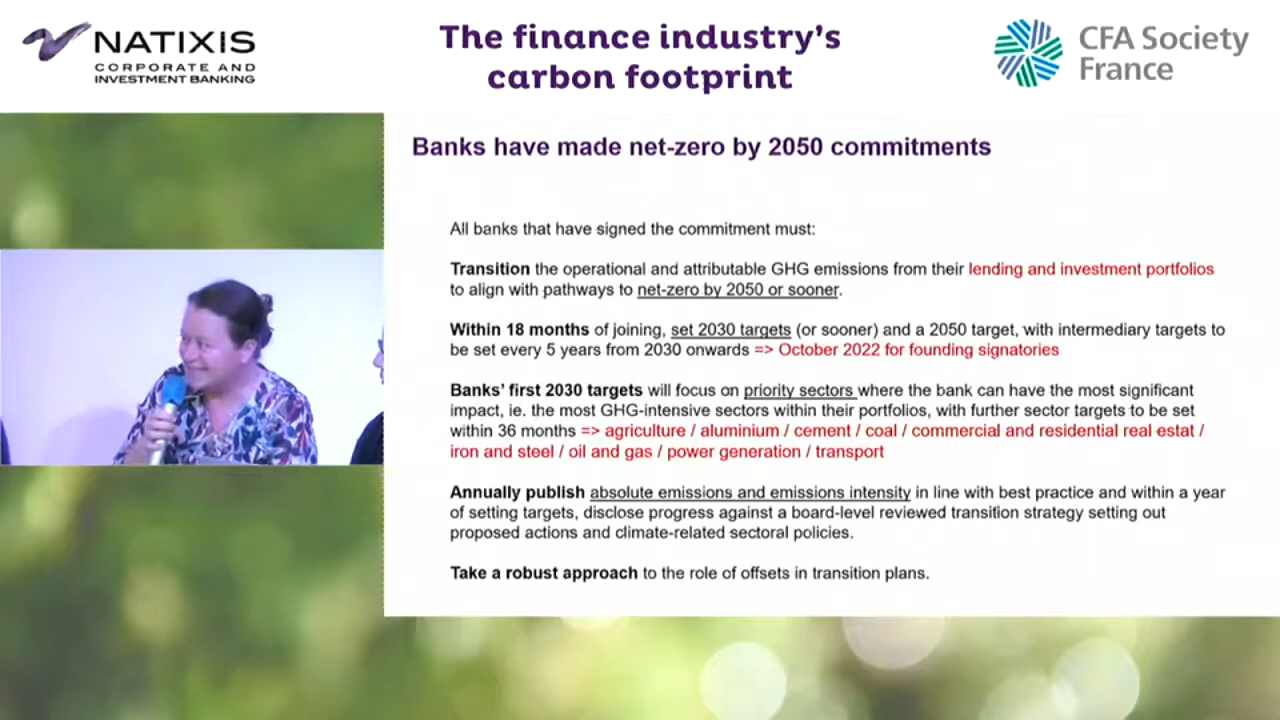 NATIXIS
CORPORATE AND
INVESTMENT BANKING
The finance industry's
carbon footprint
CFA Society
France
Banks have made net-zero by 2050 commitments
All banks that have signed the commitment must:
Transition the operational and attributable GHG emissions from their lending and investment portfolios
to align with pathways to net-zero by 2050 or sooner.
Within 18 months of joining, set 2030 targets (or sooner) and a 2050 target, with intermediary targets to
be set every 5 years from 2030 onwards => October 2022 for founding signatories
Banks' first 2030 targets will focus on priority sectors where the bank can have the most significant
impact, ie. the most GHG-intensive sectors within their portfolios, with further sector targets to be set
within 36 months => agriculture / aluminium / cement / coal / commercial and residential real estat /
iron and steel / oil and gas / power generation / transport
Annually publish absolute emissions and emissions intensity in line with best practice and within a year
of setting targets, disclose progress against a board-level reviewed transition strategy setting out
proposed actions and climate-related sectoral policies.
Take a robust approach to the role of offsets in transition plans.